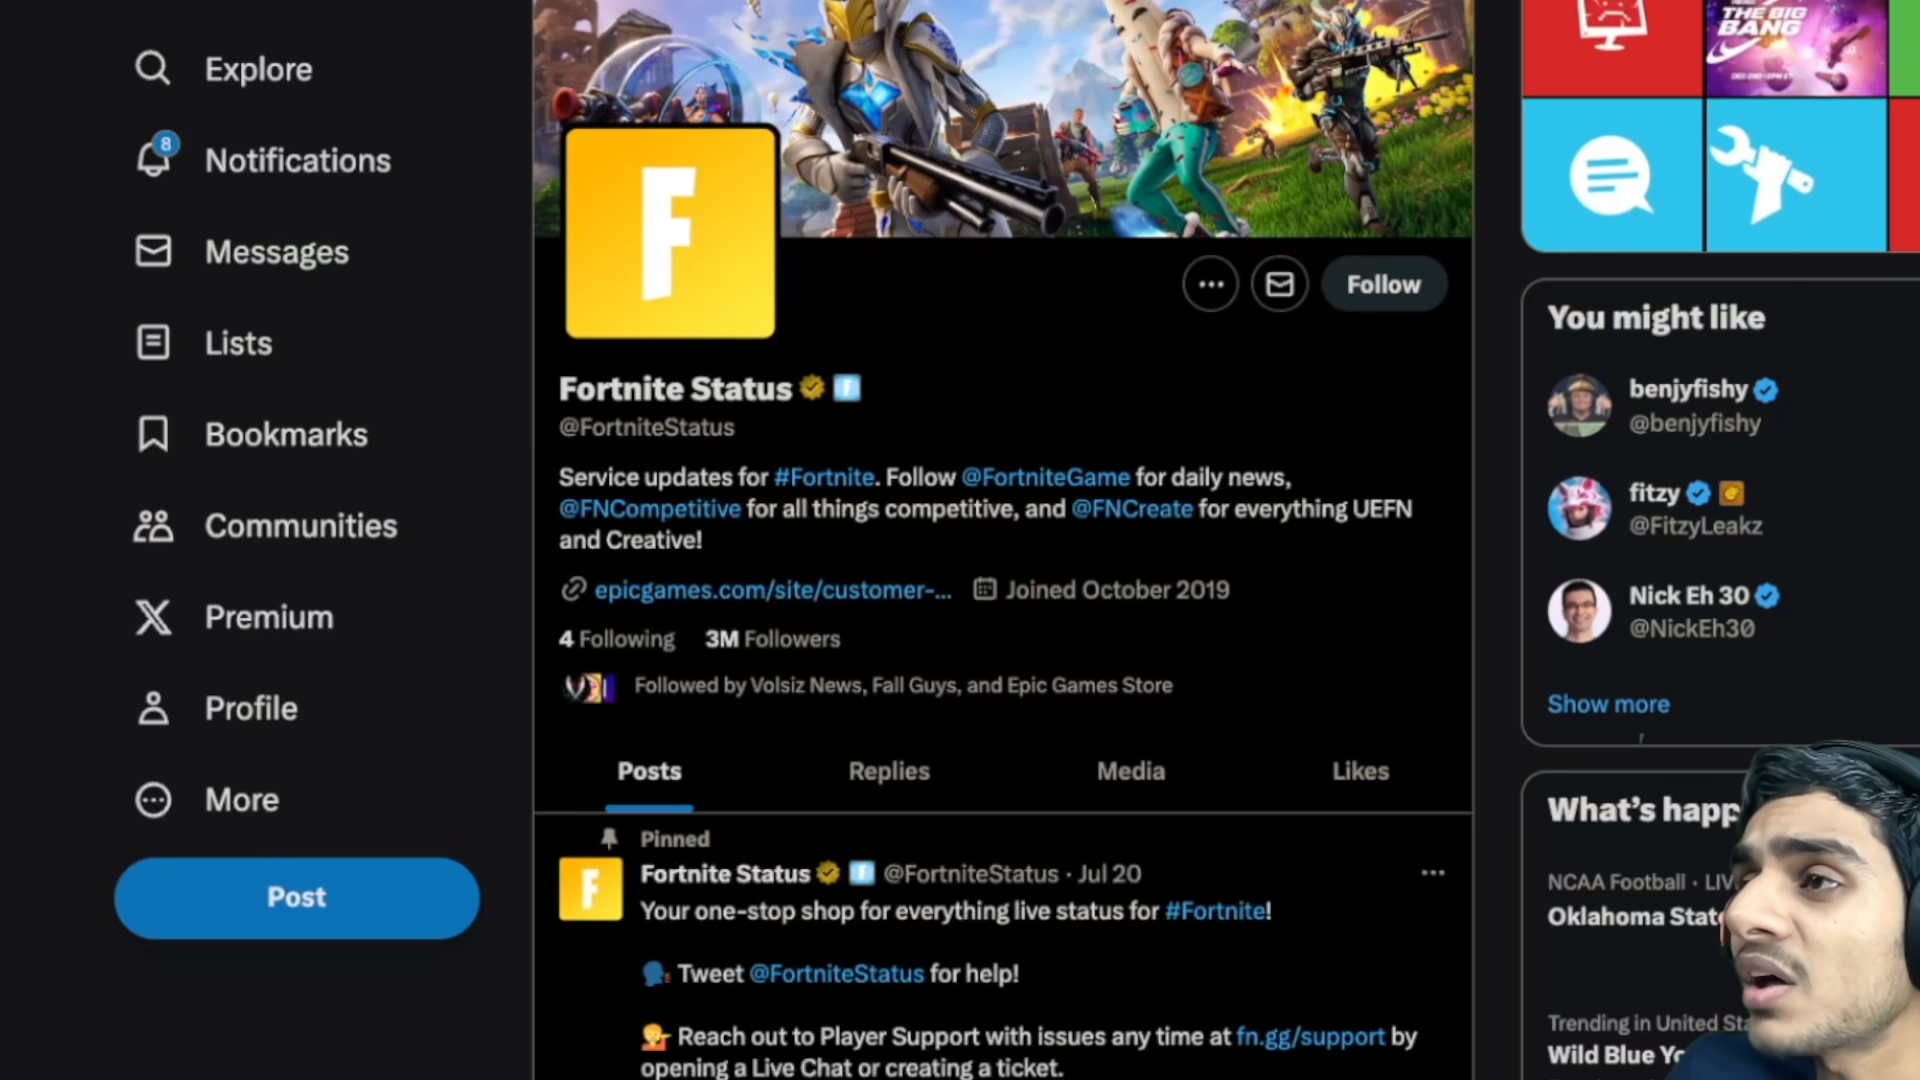 Explore
8
Notifications
Messages
Lists
Bookmarks
Communities
Premium
Profile
More
Post
F
Follow
Fortnite Status
@FortniteStatus
Service updates for #Fortnite. Follow @FortniteGame for daily news,
@FNCompetitive for all things competitive, and @FNCreate for everything UEFN
and Creative!
epicgames.com/site/customer-... Joined October 2019
4 Following 3M Followers
Followed by Volsiz News, Fall Guys, and Epic Games Store
Posts Replies Media Likes
Pinned
F
Fortnite Status @FortniteStatus · Jul 20
Your one-stop shop for everything live status for #Fortnite!
Tweet @FortniteStatus for help!
Reach out to Player Support with issues any time at fn.gg/support by
opening a Live Chat or creating a ticket.
THE BIG
BANG
You might like
benjyfishy
@benjyfishy
fitzy
@FitzyLeakz
Nick Eh 30
@NickEh30
Show more
What's happ
NCAA Football · LIV
Oklahoma Stat
Trending in United Sta
Wild Blue Yo